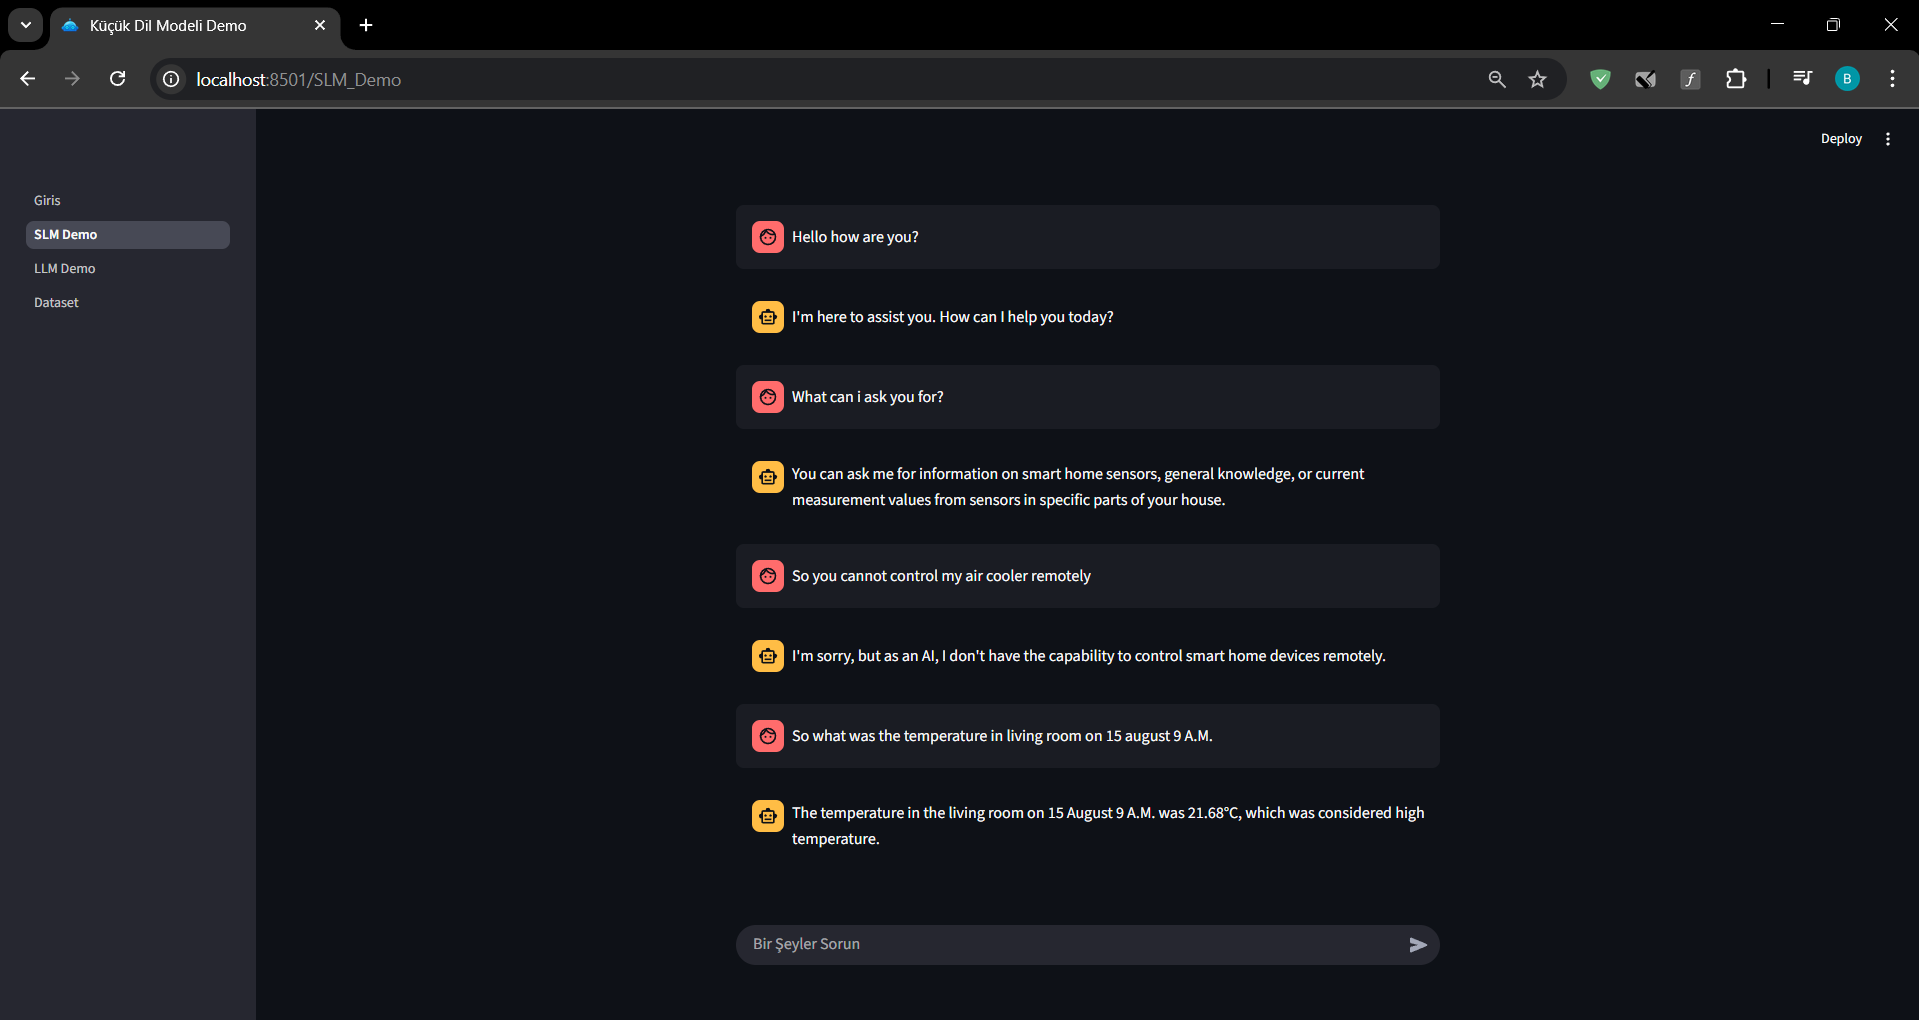 Küçük Dil Modeli Demo
localhost:8501/SLM_Demo
B
Deploy
Giris
SLM Demo
LLM Demo
Dataset
Hello how are you?
I'm here to assist you. How can I help you today?
What can i ask you for?
You can ask me for information on smart home sensors, general knowledge, or current
measurement values from sensors in specific parts of your house.
So you cannot control my air cooler remotely
I'm sorry, but as an AI, I don't have the capability to control smart home devices remotely.
So what was the temperature in living room on 15 august 9 A.M.
The temperature in the living room on 15 August 9 A.M. was 21.68°C, which was considered high
temperature.
Bir Şeyler Sorun